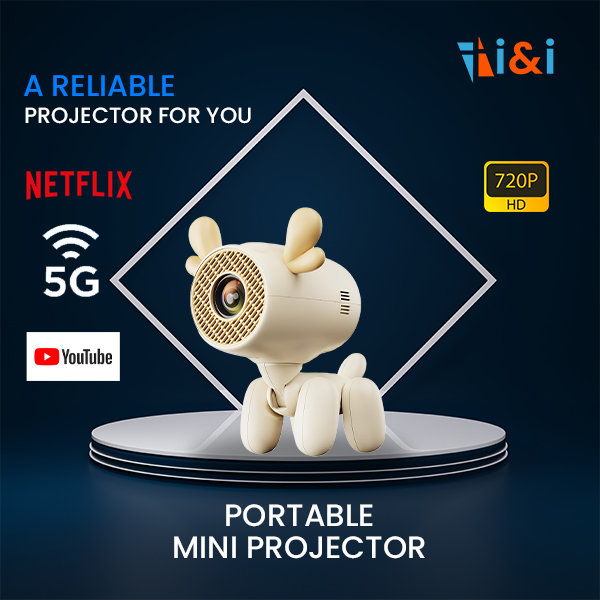 i&i
A RELIABLE
PROJECTOR FOR YOU
NETFLIX
720P
HD
5G
YouTube
PORTABLE
MINI PROJECTOR